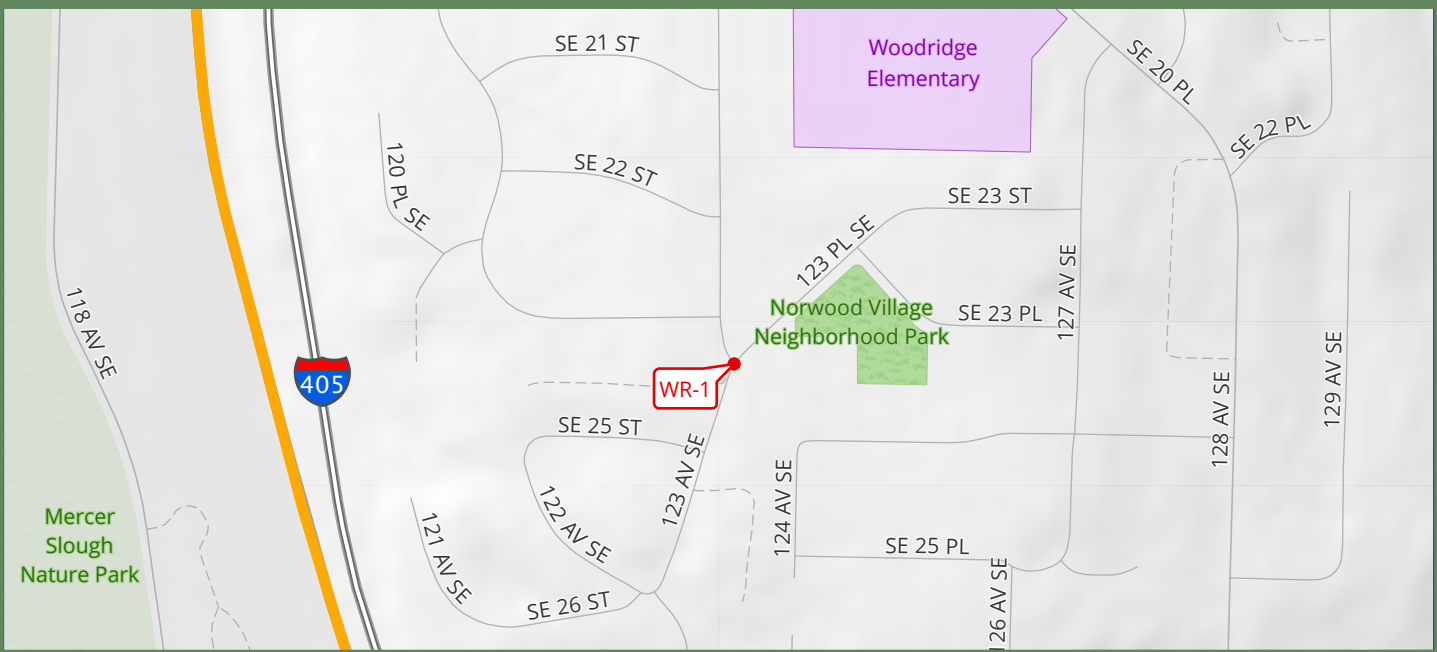 SE 21 ST
Woodridge
Elementary
SE 20 PL
SE 22 PL
120 PL SE
SE 22 ST
SE 23 ST
123 PL SE
127 AV SE
118 AV SE
Norwood Village
Neighborhood Park
SE 23 PL
405
WR-1
129 AV SE
128 AV SE
SE 25 ST
123 AV SE
124 AV SE
122 AV SE
121 AV SE
Mercer
Slough
Nature Park
SE 25 PL
126 AV SE
SE 26 ST